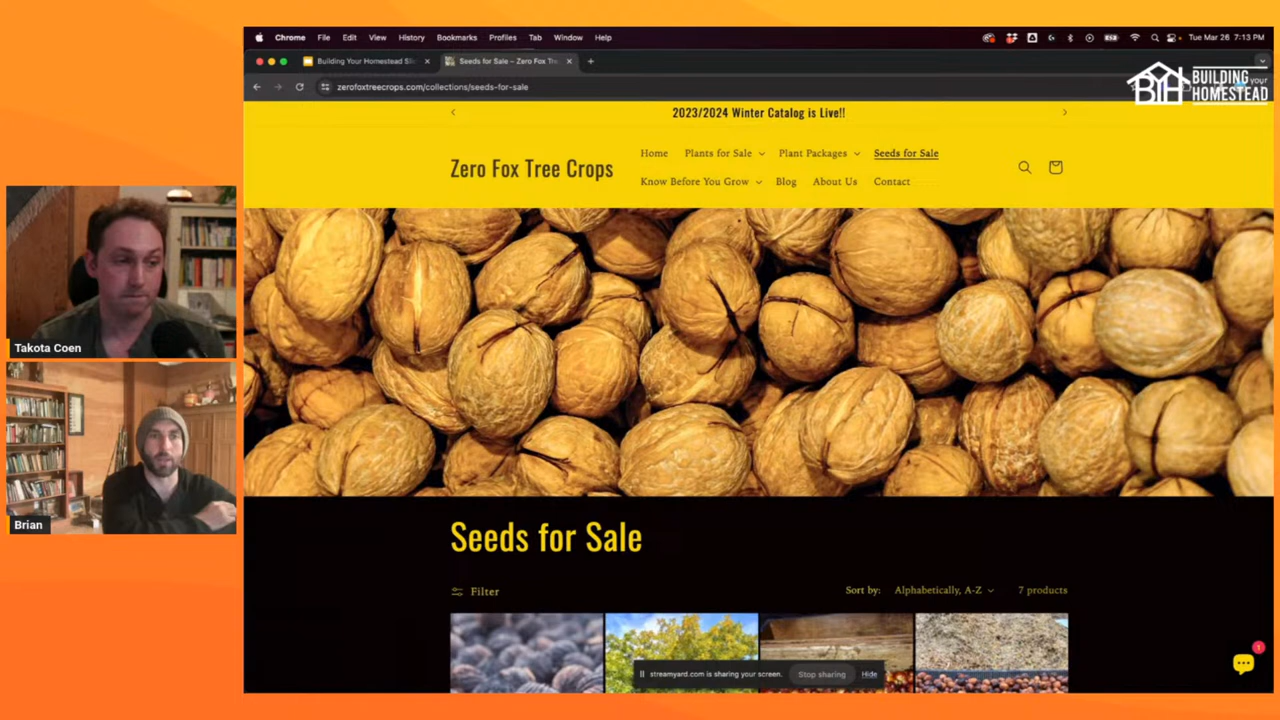 Chrome File Edit View History Bookmarks Profiles Tab Window Help
Tue Mar 26 7:13 PM
Building Your Homestead Sli
Seeds for Sale – Zero Fox Tre
zerofoxtreecrops.com/collections/seeds-for-sale
BYH BUILDING your HOMESTEAD
2023/2024 Winter Catalog is Live!!
Zero Fox Tree Crops
Home Plants for Sale Plant Packages Seeds for Sale
Know Before You Grow Blog About Us Contact
Takota Coen
Brian
Seeds for Sale
Filter
Sort by: Alphabetically, A-Z 7 products
streamyard.com is sharing your screen. Stop sharing Hide
1